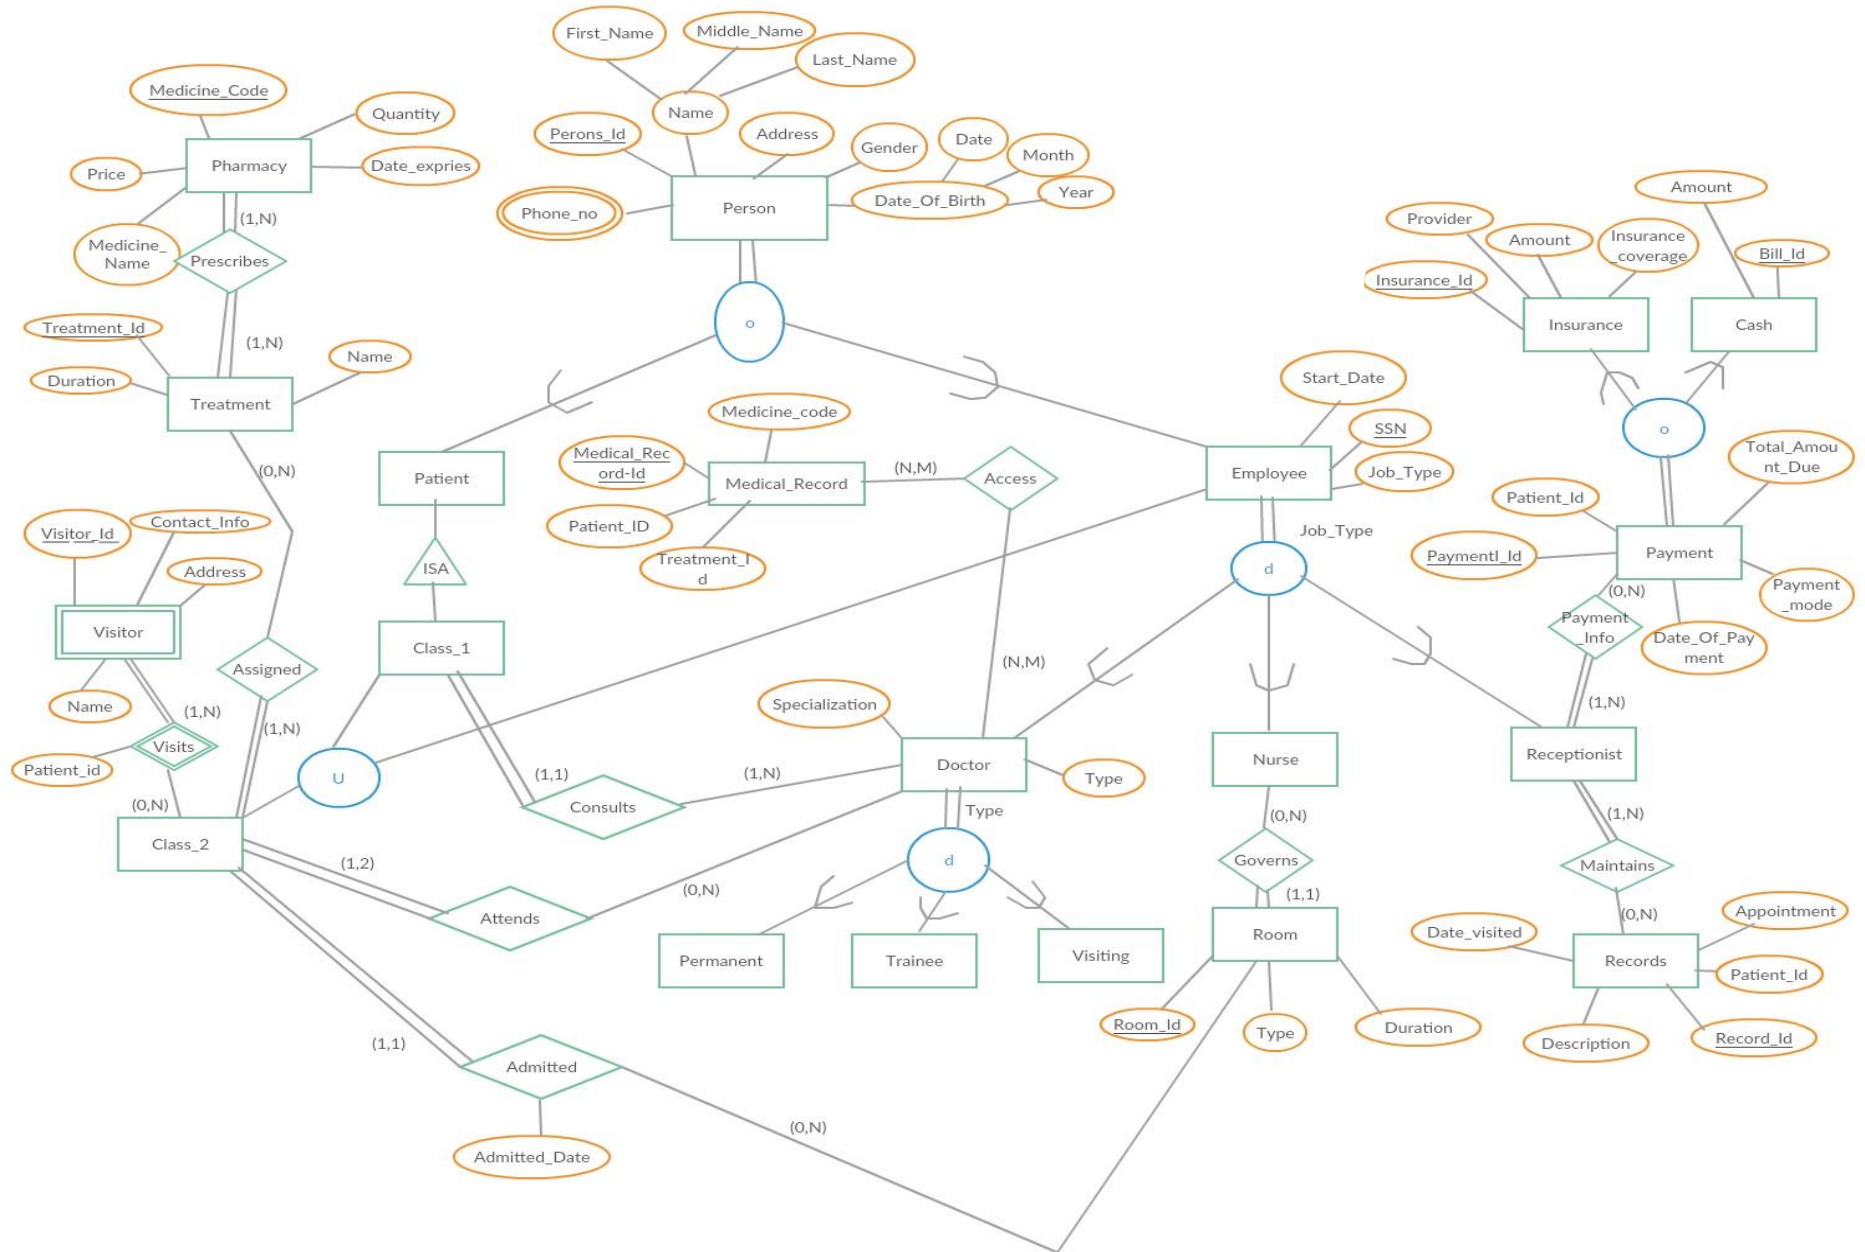 First_Name
Middle_Name
Last_Name
Name
Medicine_Code
Quantity
Pharmacy
Price
Date_expries
Medicine_
Name
(1,N)
Prescribes
(1,N)
Treatment_Id
Duration
Name
Treatment
(0,N)
Perons_Id
Address
Gender
Date
Month
Year
Date_Of_Birth
Phone_no
Person
o
Amount
Provider
Amount
Insurance
_coverage
Bill_Id
Insurance_Id
Insurance
Cash
o
Start_Date
SSN
Job_Type
Employee
Job_Type
d
Total_Amou
nt_Due
Patient_Id
PaymentI_Id
Payment
Payment
_mode
(0,N)
Payment
_Info
Date_Of_Pay
ment
(1,N)
Patient
ISA
Class_1
Medicine_code
Medical_Rec
ord-Id
Medical_Record
Patient_ID
Treatment_I
d
(N,M)
Access
(N,M)
Visitor_Id
Contact_Info
Address
Visitor
Name
(1,N)
Visits
Patient_id
(0,N)
Assigned
(1,N)
U
Class_2
(1,1)
Consults
(1,N)
Specialization
Doctor
Type
Type
d
(1,2)
Attends
(0,N)
Permanent
Trainee
Visiting
Nurse
(0,N)
Governs
(1,1)
Room
Room_Id
Type
Duration
Receptionist
(1,N)
Maintains
(0,N)
Date_visited
Appointment
Records
Patient_Id
Description
Record_Id
(1,1)
Admitted
(0,N)
Admitted_Date